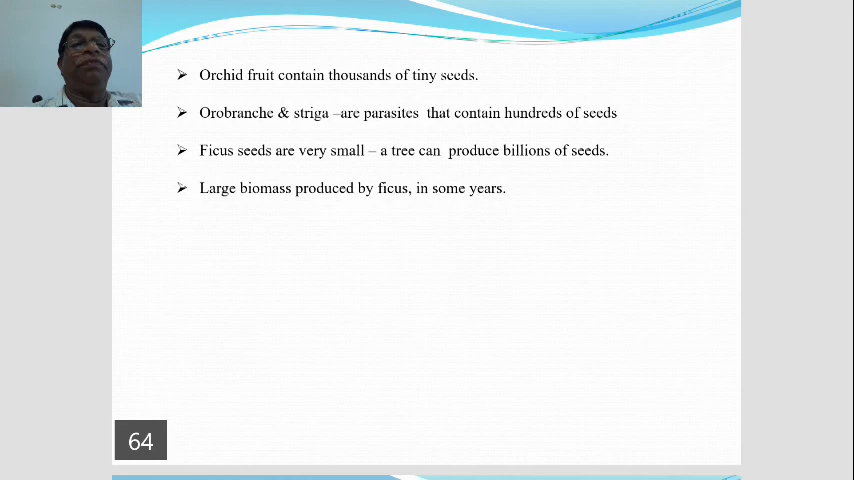 Orchid fruit contain thousands of tiny seeds.
Orobranche & striga –are parasites that contain hundreds of seeds
Ficus seeds are very small – a tree can produce billions of seeds.
Large biomass produced by ficus, in some years.
64